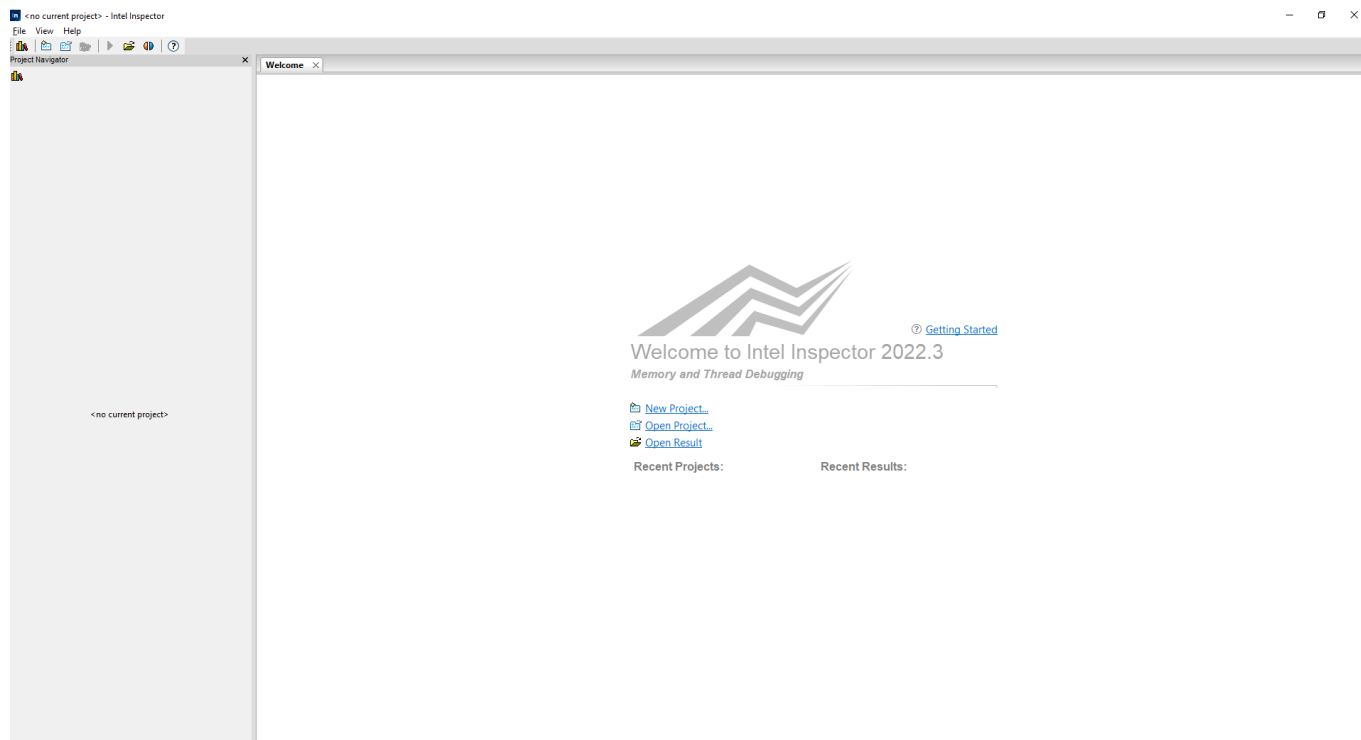 <no current project> - Intel Inspector
File View Help
Project Navigator
Welcome
Getting Started
Welcome to Intel Inspector 2022.3
Memory and Thread Debugging
New Project...
<no current project>
Open Project...
Open Result
Recent Projects: Recent Results: